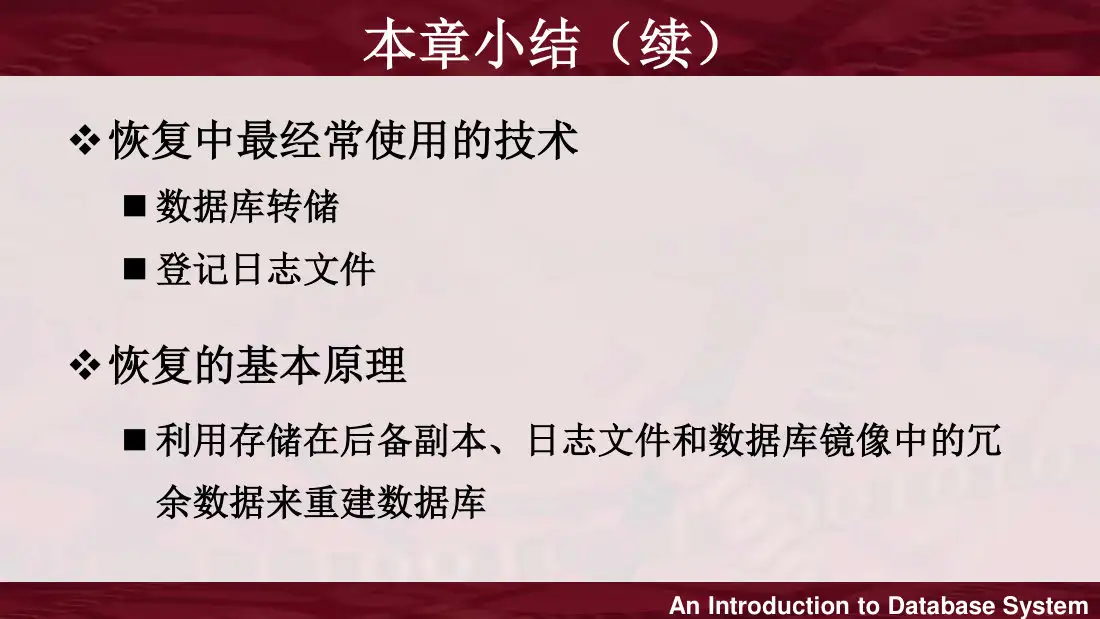 本章小结（续）
恢复中最经常使用的技术
数据库转储
登记日志文件
恢复的基本原理
利用存储在后备副本、日志文件和数据库镜像中的冗
余数据来重建数据库
An Introduction to Database System